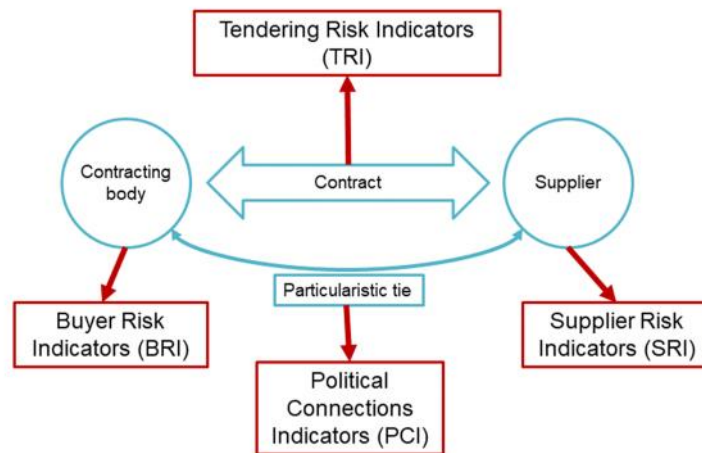 Tendering Risk Indicators
(TRI)
Contracting
body
Contract
Supplier
Particularistic tie
Buyer Risk
Indicators (BRI)
Supplier Risk
Indicators (SRI)
Political
Connections
Indicators (PCI)